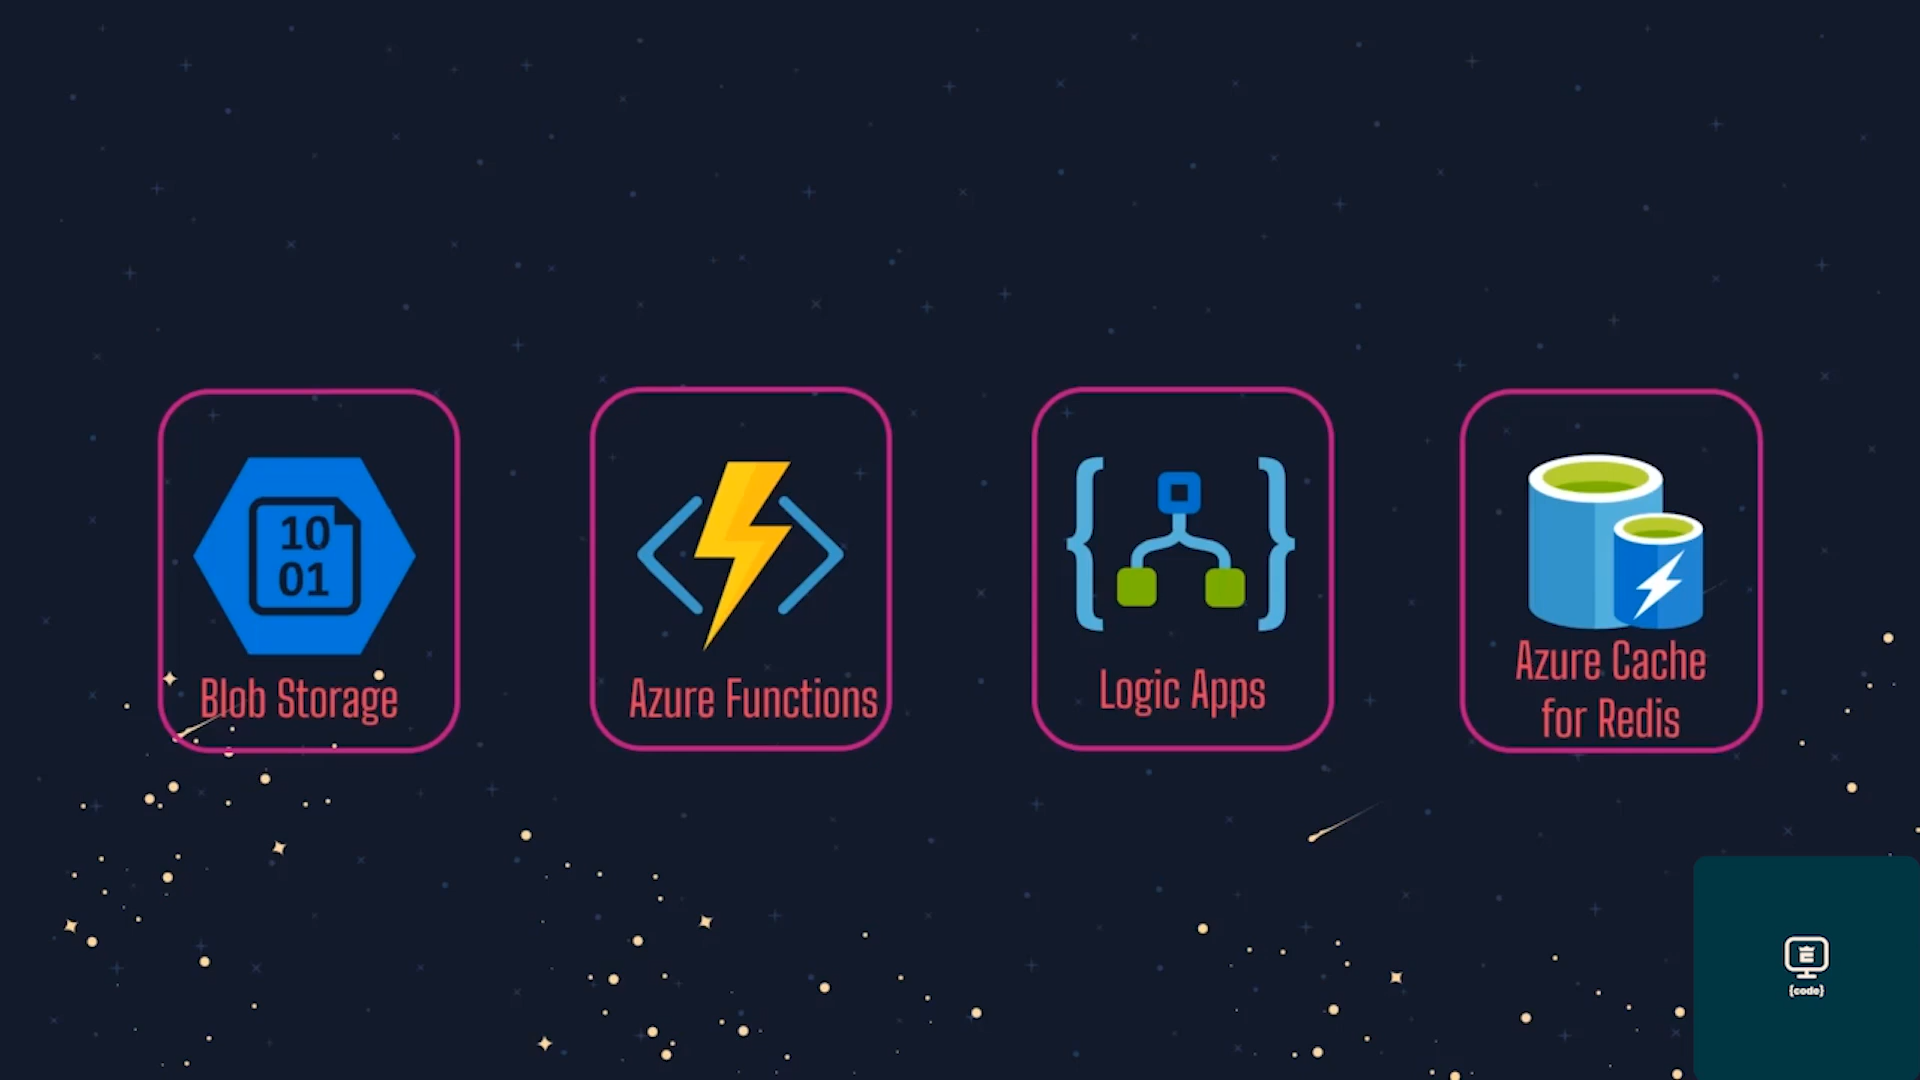 10
01
Blob Storage
Azure Functions
Logic Apps
Azure Cache
for Redis
E
{code}